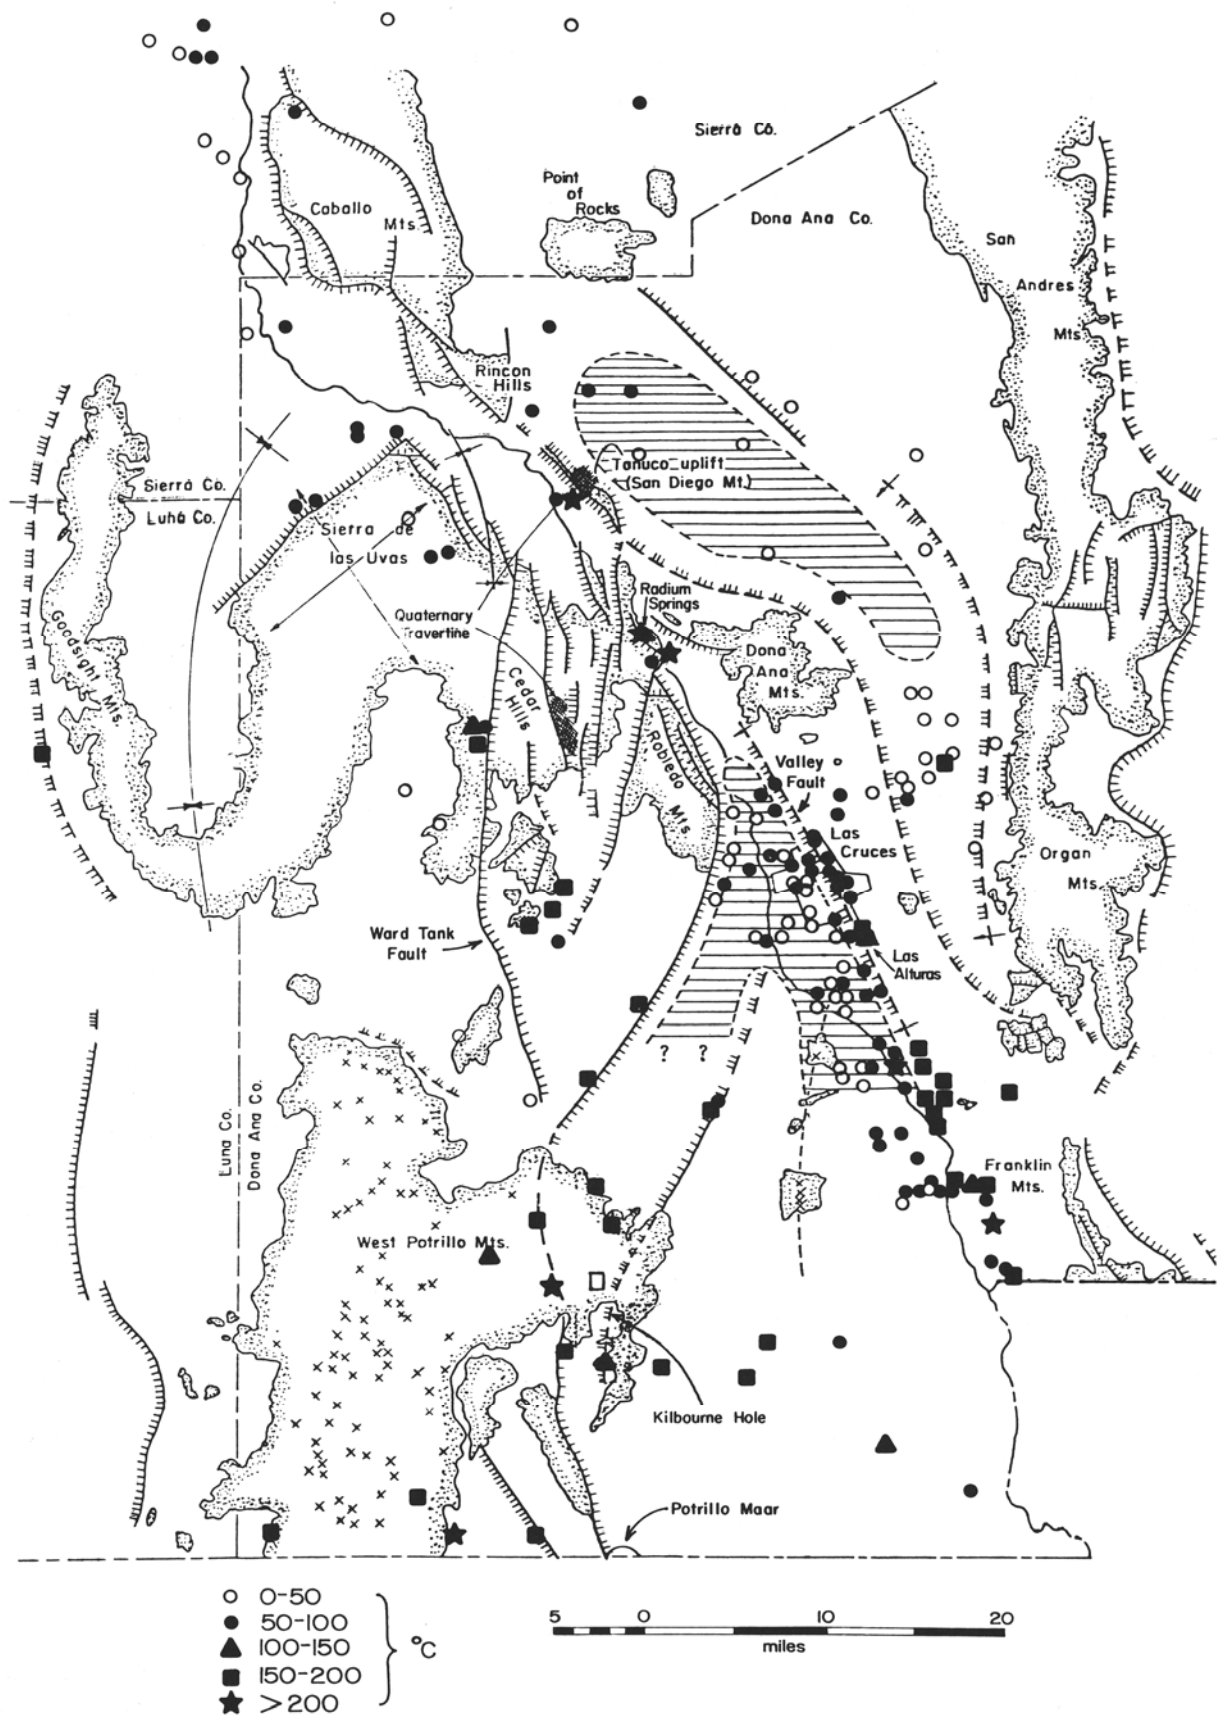 Sierra Co.
Point
of
Rocks
Caballo
Mts.
Dona Ana Co.
San
Andres
Mts.
Rincon
Hills
Tanuco uplift
(San Diego Mt.)
Sierra Co.
Luna Co.
Sierra de
las Uvas
Quaternary
Travertine
Radium
Springs
Goodsight Mts.
Cedar
Hills
Dona
Ana
Mts.
Robledo
Mts.
Valley
Fault
Las
Cruces
Organ
Mts.
Ward Tank
Fault
Las
Alturas
? ?
Luna Co.
Dona Ana Co.
Franklin
Mts.
West Potrillo Mts.
Kilbourne Hole
Potrillo Maar
0-50
50-100
100-150
150-200
>200
°C
5 0 10 20
miles